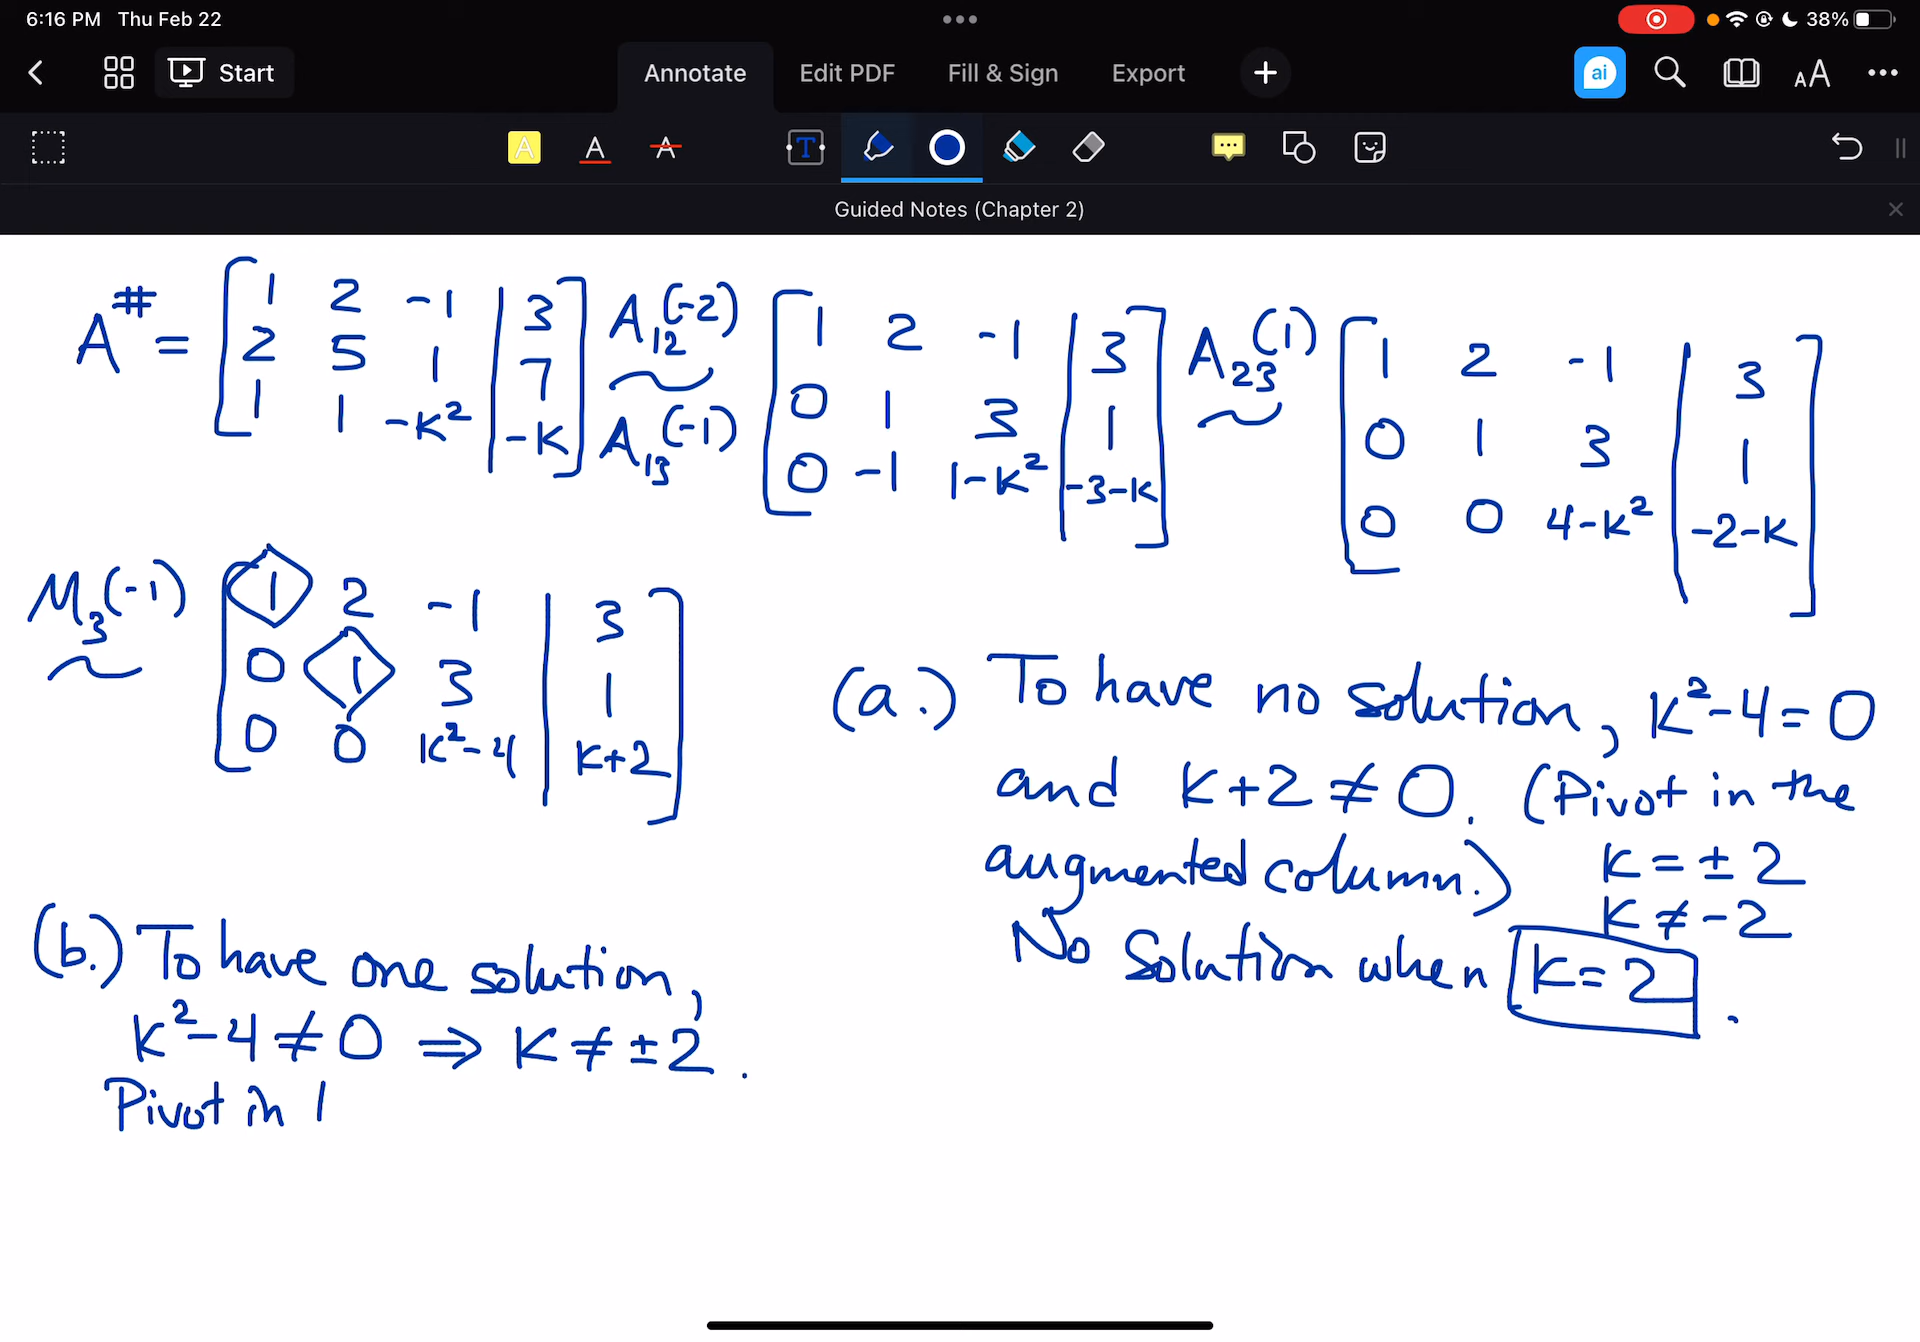 6:16 PM Thu Feb 22
38%
Start
Annotate
Edit PDF
Fill & Sign
Export
ai
AA
A A A T
Guided Notes (Chapter 2)
A^# = [1 2 -1 | 3] A₁₂(-2) [1 2 -1 | 3] A₂₃(1) [1 2 -1 | 3]
[2 5 1 | 7] ~ [0 1 3 | 1] ~ [0 1 3 | 1]
[1 1 -k² | -k] A₁₃(-1) [0 -1 1-k² | -3-k] [0 0 4-k² | -2-k]
M₃(-1) [1 2 -1 | 3]
~ [0 1 3 | 1]
[0 0 k²-4 | k+2]
(a.) To have no solution, k²-4=0
and k+2≠0. (Pivot in the
augmented column.)
k = ±2
k ≠ -2
No Solution when k=2.
(b.) To have one solution,
k²-4≠0 ⇒ k≠±2.
Pivot in l